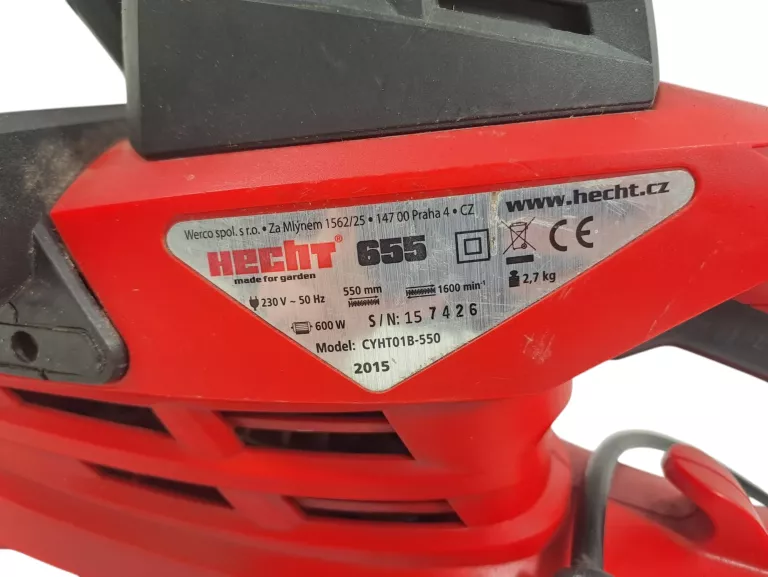 Werco spol. s r.o. • Za Mlýnem 1562/25 • 147 00 Praha 4 • CZ
www.hecht.cz
HECHT® 655
made for garden
CE
230 V ~ 50 Hz
550 mm
1600 min⁻¹
2,7 kg
600 W
S/N: 157426
Model: CYHT01B-550
2015